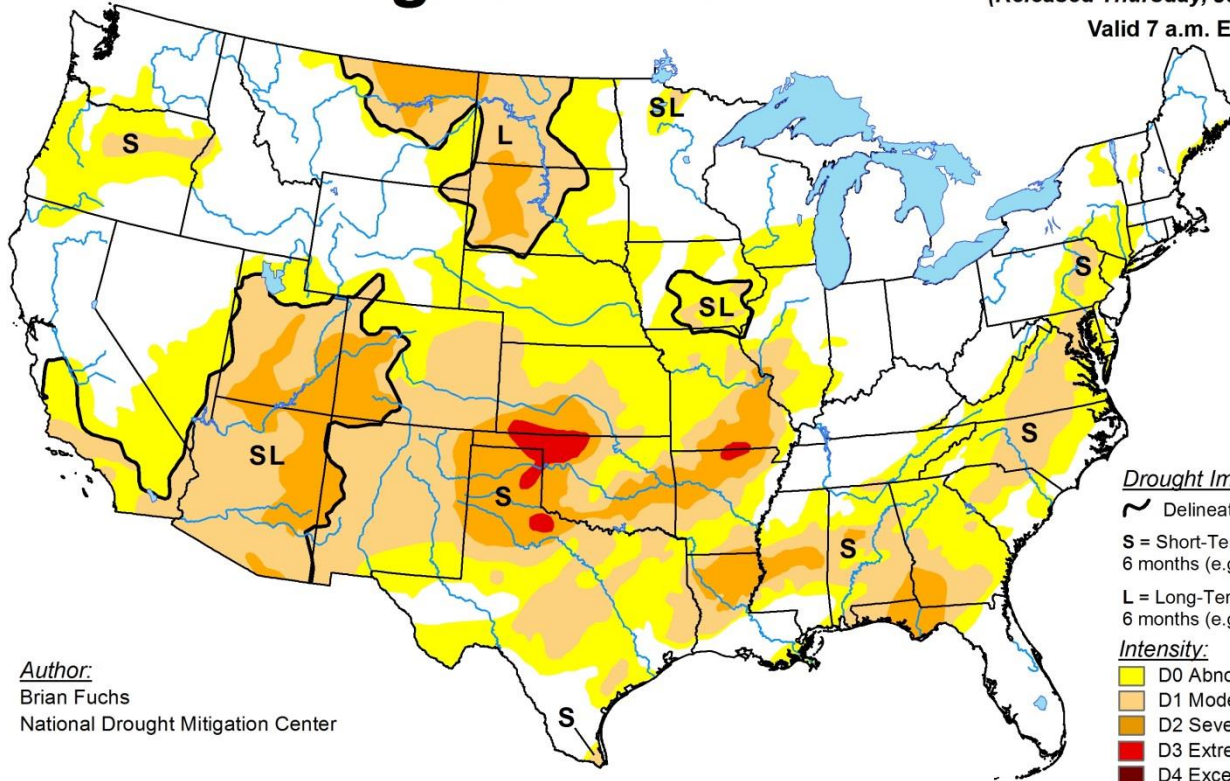 (Released Thursday,
Valid 7 a.m. E
S
SL
L
S
SL
SL
S
S
S
S
Drought Im
Delineat
S = Short-Te
6 months (e.g
L = Long-Ter
6 months (e.g
Intensity:
D0 Abno
D1 Mode
D2 Seve
D3 Extre
D4 Exce
Author:
Brian Fuchs
National Drought Mitigation Center